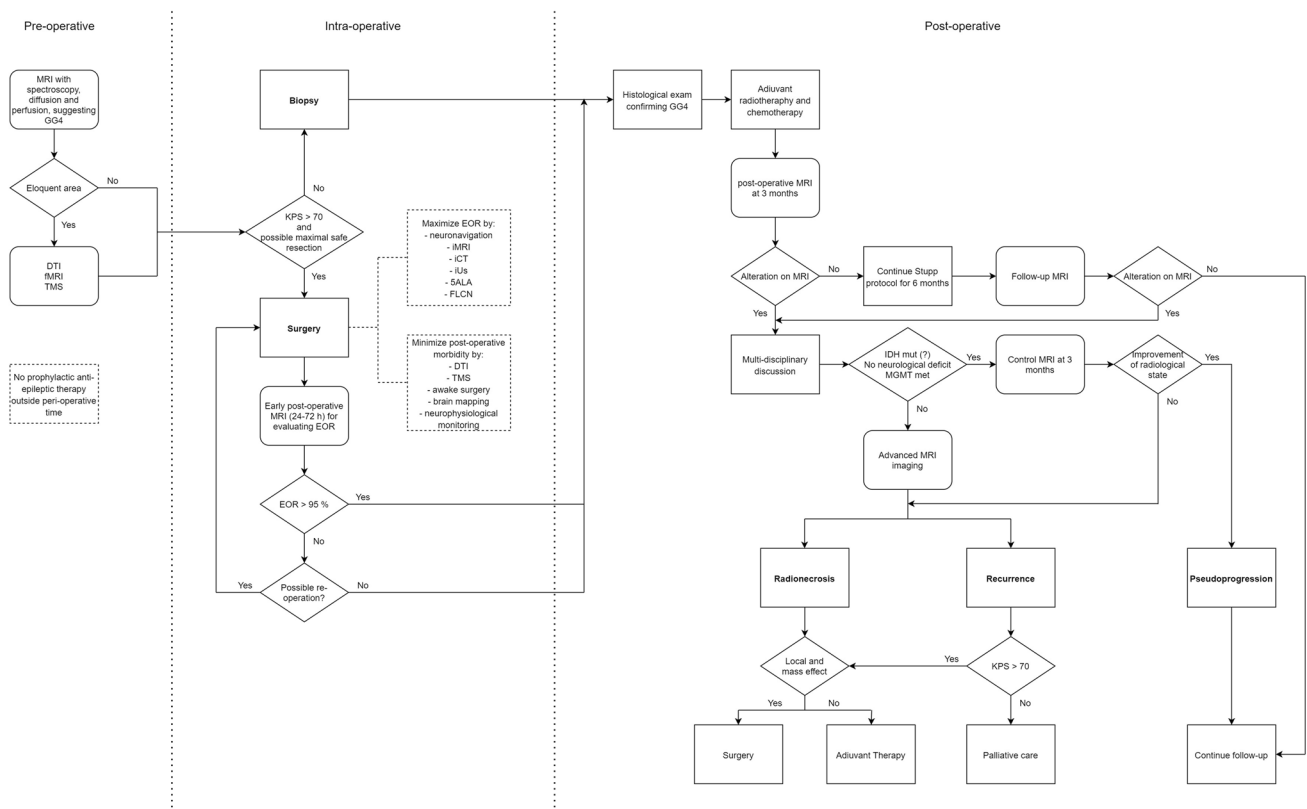 Pre-operative
Intra-operative
Post-operative
MRI with
spectroscopy,
diffusion and
perfusion, suggesting
GG4
Eloquent area
No
Yes
DTI
fMRI
TMS
No prophylactic anti-
epileptic therapy
outside peri-operative
time
Biopsy
No
KPS > 70
and
possible maximal safe
resection
Yes
Surgery
Maximize EOR by:
- neuronavigation
- iMRI
- iCT
- iUs
- 5ALA
- FLCN
Minimize post-operative
morbidity by:
- DTI
- TMS
- awake surgery
- brain mapping
- neurophysiological
monitoring
Early post-operative
MRI (24-72 h) for
evaluating EOR
EOR > 95 %
Yes
No
Possible re-
operation?
Yes
No
Histological exam
confirming GG4
Adiuvant
radiotheraphy and
chemotherapy
post-operative MRI
at 3 months
Alteration on MRI
No
Yes
Continue Stupp
protocol for 6 months
Follow-up MRI
Alteration on MRI
No
Yes
Multi-disciplinary
discussion
IDH mut (?)
No neurological deficit
MGMT met
Yes
No
Control MRI at 3
months
Improvement
of radiological
state
Yes
No
Advanced MRI
imaging
Radionecrosis
Recurrence
Pseudoprogression
Local and
mass effect
Yes
KPS > 70
Yes
No
No
Surgery
Adiuvant Therapy
Palliative care
Continue follow-up